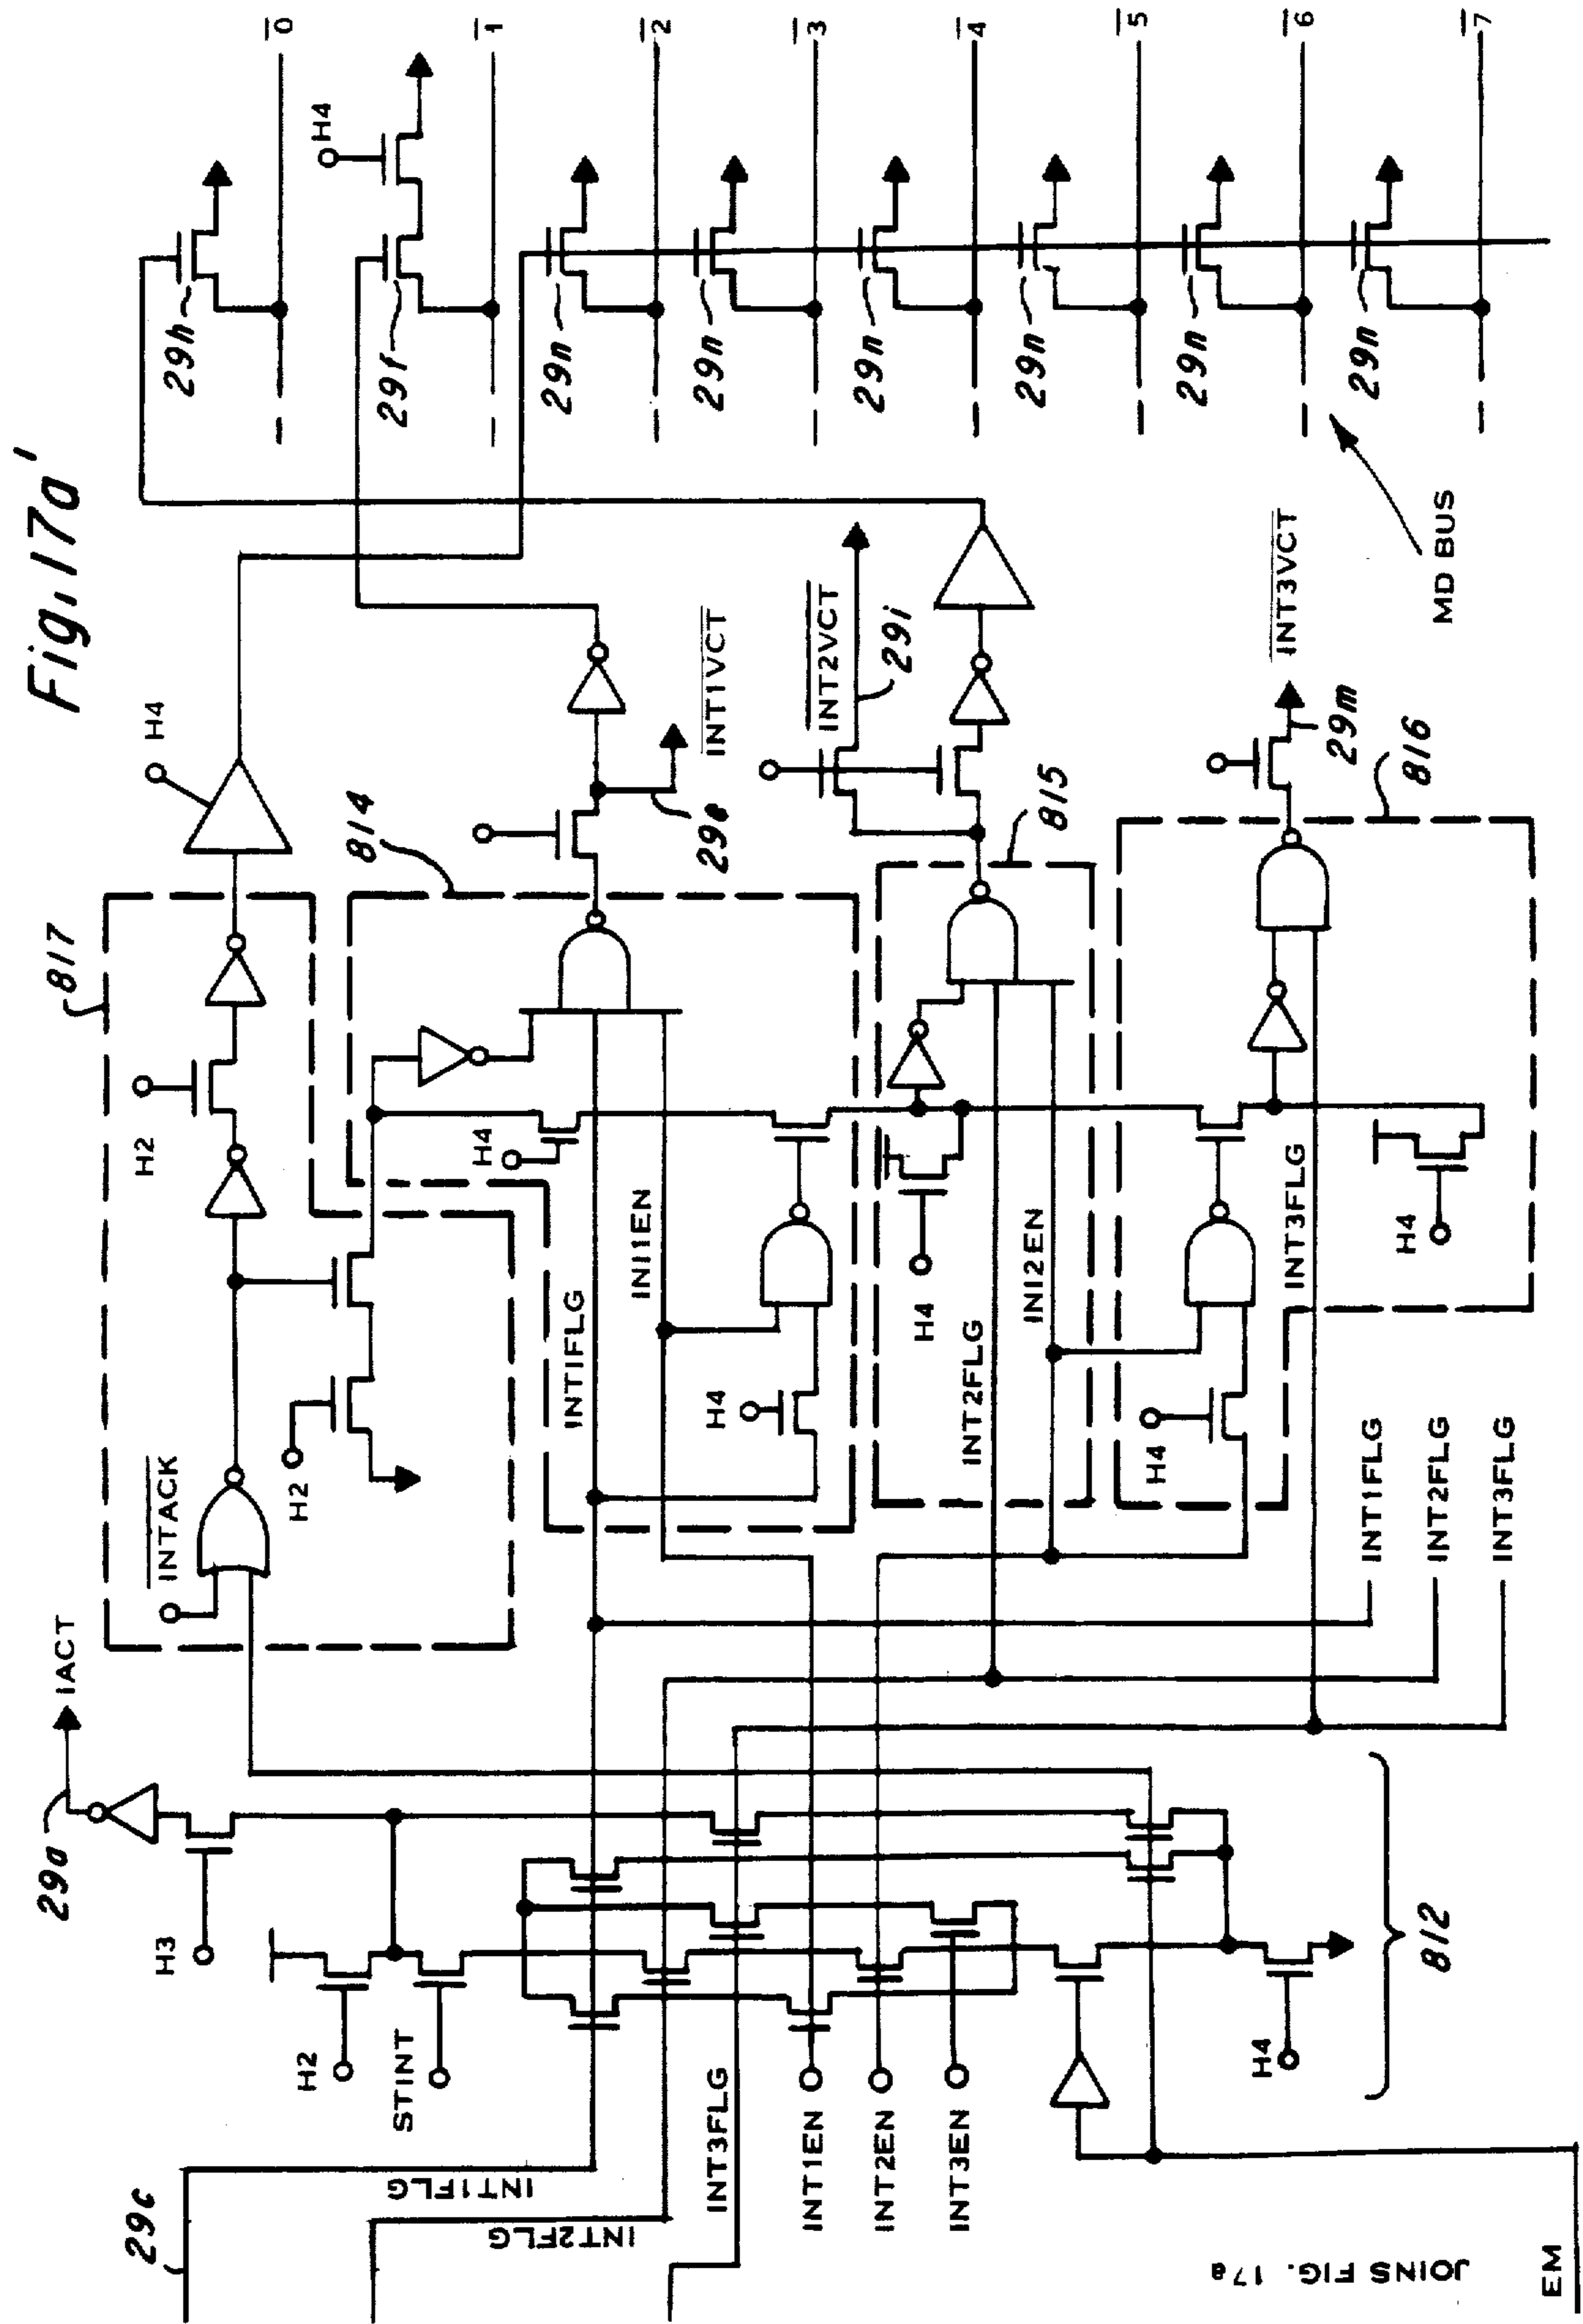 Fig. 17a'
H4
29h
29f
29n
29n
29n
29n
29n
29n
H4
0
1
2
3
4
5
6
7
MD BUS
817
H2
814
INT1VCT
29e
INT2VCT
29i
815
INT3VCT
29m
816
INTACK
H2
H4
INT1FLG
INI1EN
H4
H4
INT2FLG
INI2EN
H4
INT3FLG
H4
INT1FLG
INT2FLG
INT3FLG
IACT
29a
H3
H2
STINT
INT3FLG
INT1EN
INT2EN
INT3EN
H4
812
29c
INT1FLG
INT2FLG
JOINS FIG. 17a
EM